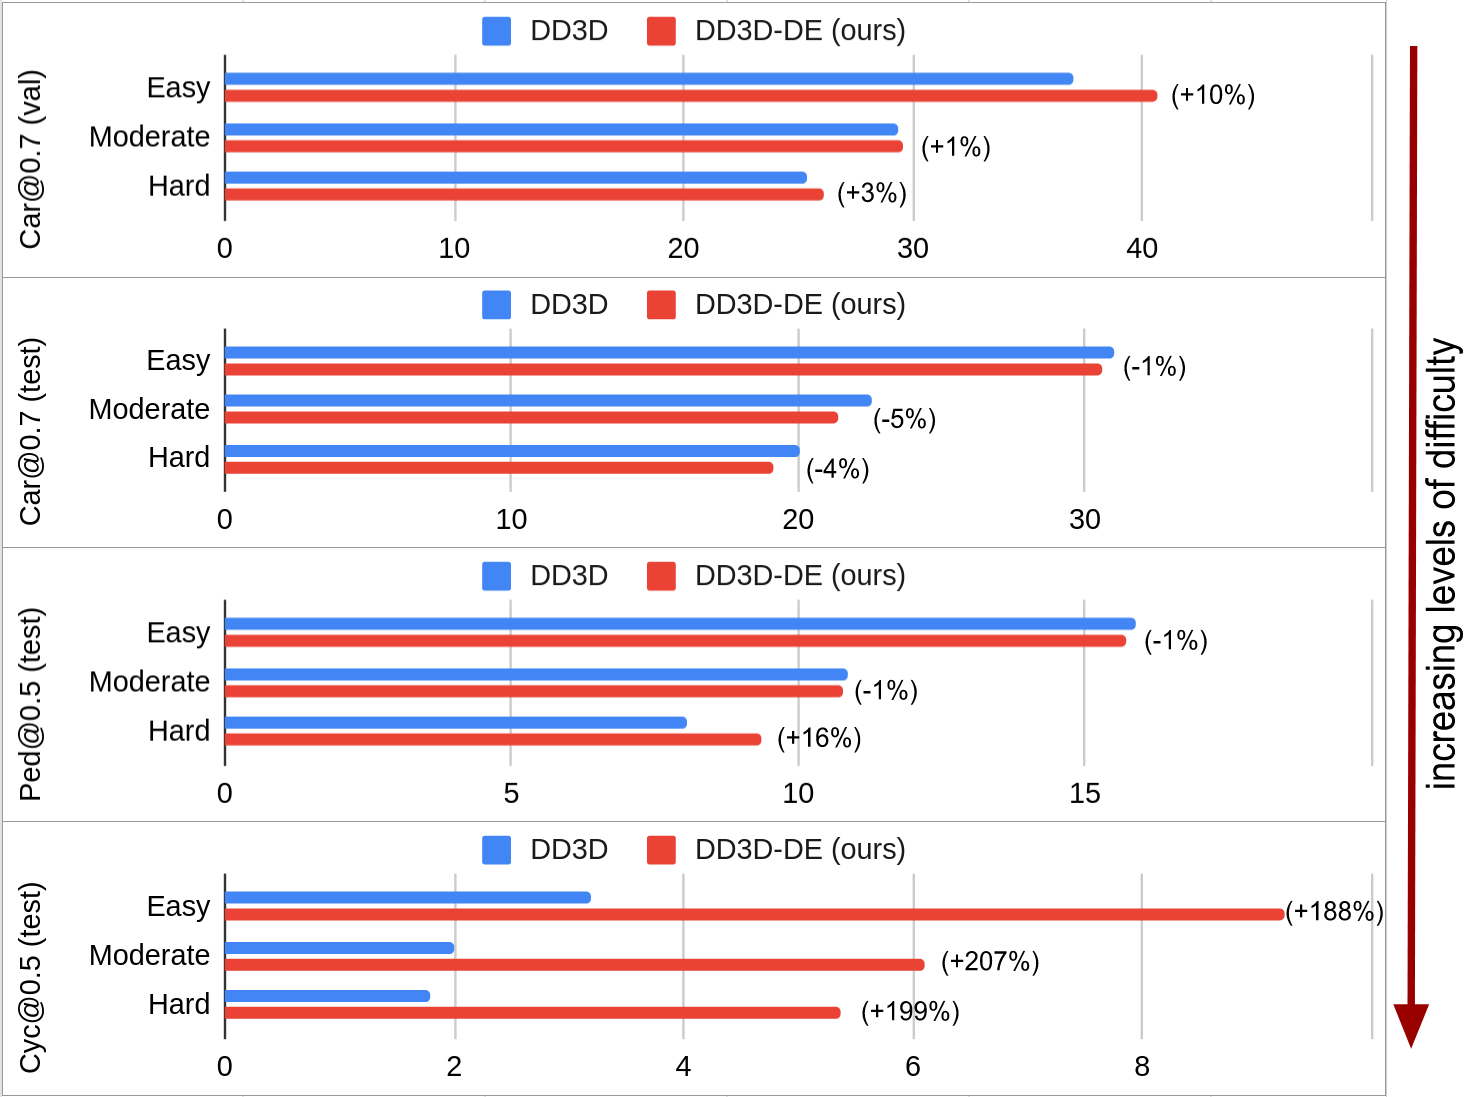 DD3D DD3D-DE (ours)
Car@0.7 (val)
Easy (+10%)
Moderate (+1%)
Hard (+3%)
0 10 20 30 40
DD3D DD3D-DE (ours)
Car@0.7 (test)
Easy (-1%)
Moderate (-5%)
Hard (-4%)
0 10 20 30
DD3D DD3D-DE (ours)
Ped@0.5 (test)
Easy (-1%)
Moderate (-1%)
Hard (+16%)
0 5 10 15
DD3D DD3D-DE (ours)
Cyc@0.5 (test)
Easy (+188%)
Moderate (+207%)
Hard (+199%)
0 2 4 6 8
increasing levels of difficulty